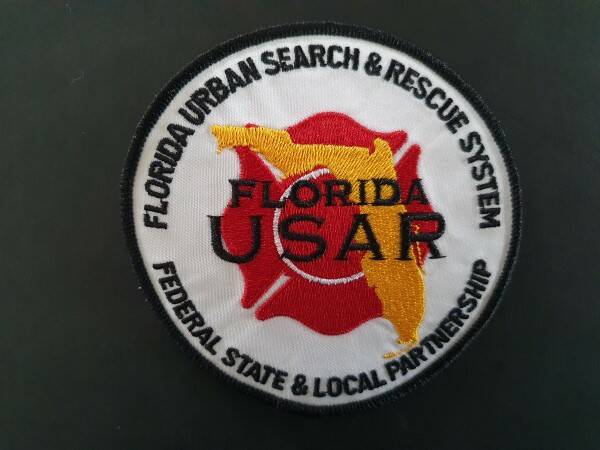 FLORIDA URBAN SEARCH & RESCUE SYSTEM
FLORIDA
USAR
FEDERAL STATE & LOCAL PARTNERSHIP